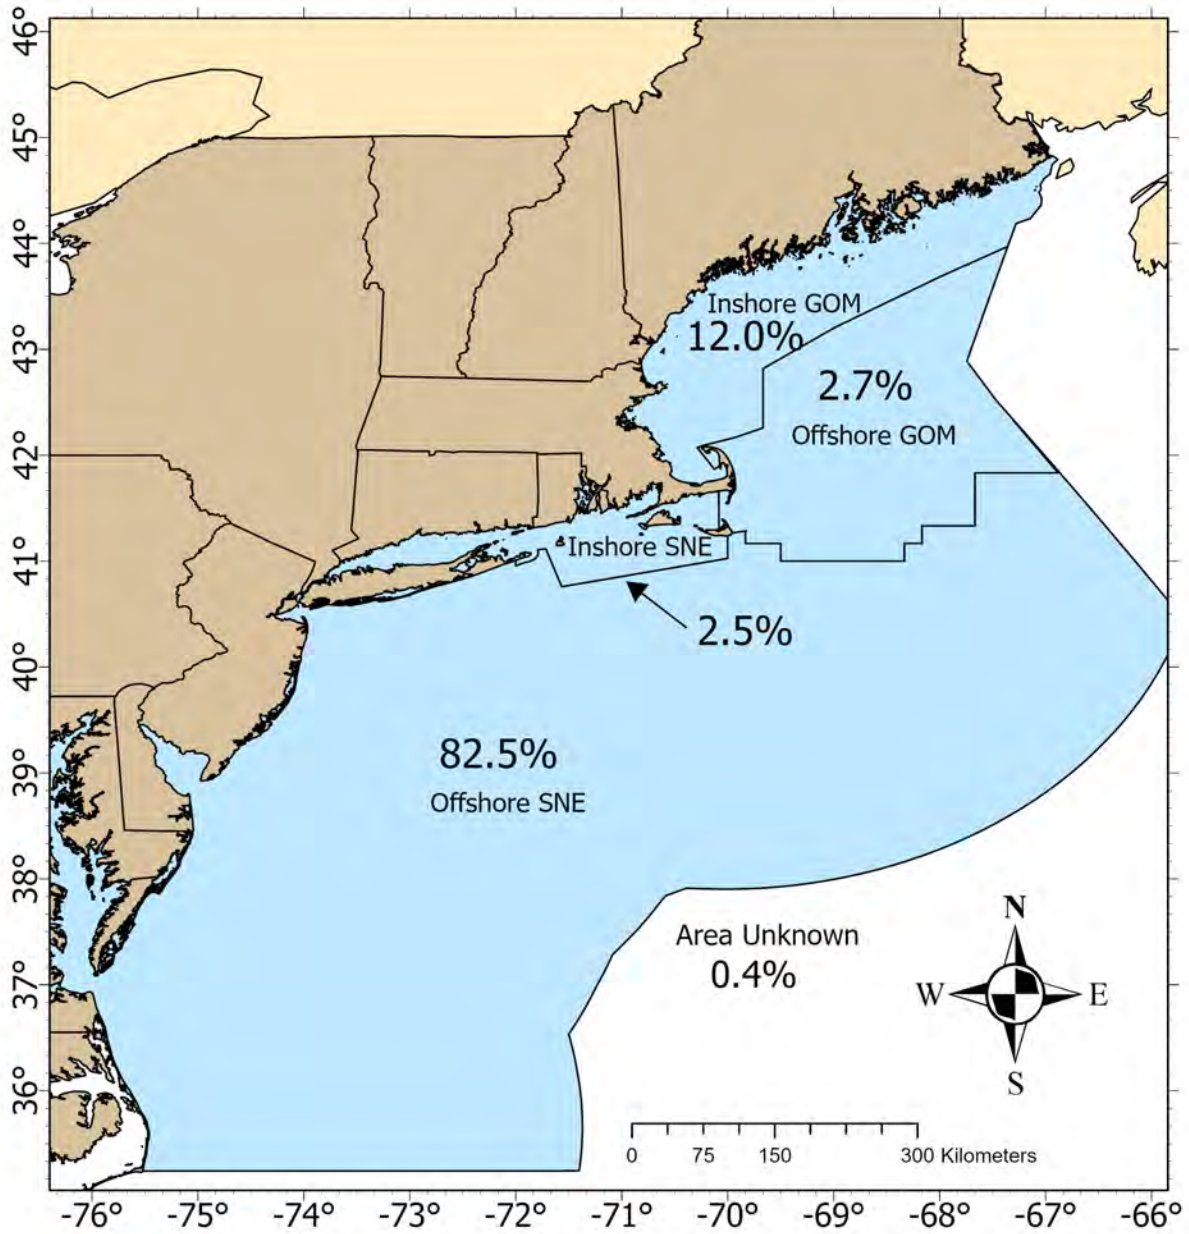 46°
45°
44°
43°
42°
41°
40°
39°
38°
37°
36°
Inshore GOM
12.0%
2.7%
Offshore GOM
Inshore SNE
2.5%
82.5%
Offshore SNE
Area Unknown
0.4%
N
W E
S
0 75 150 300 Kilometers
-76° -75° -74° -73° -72° -71° -70° -69° -68° -67° -66°